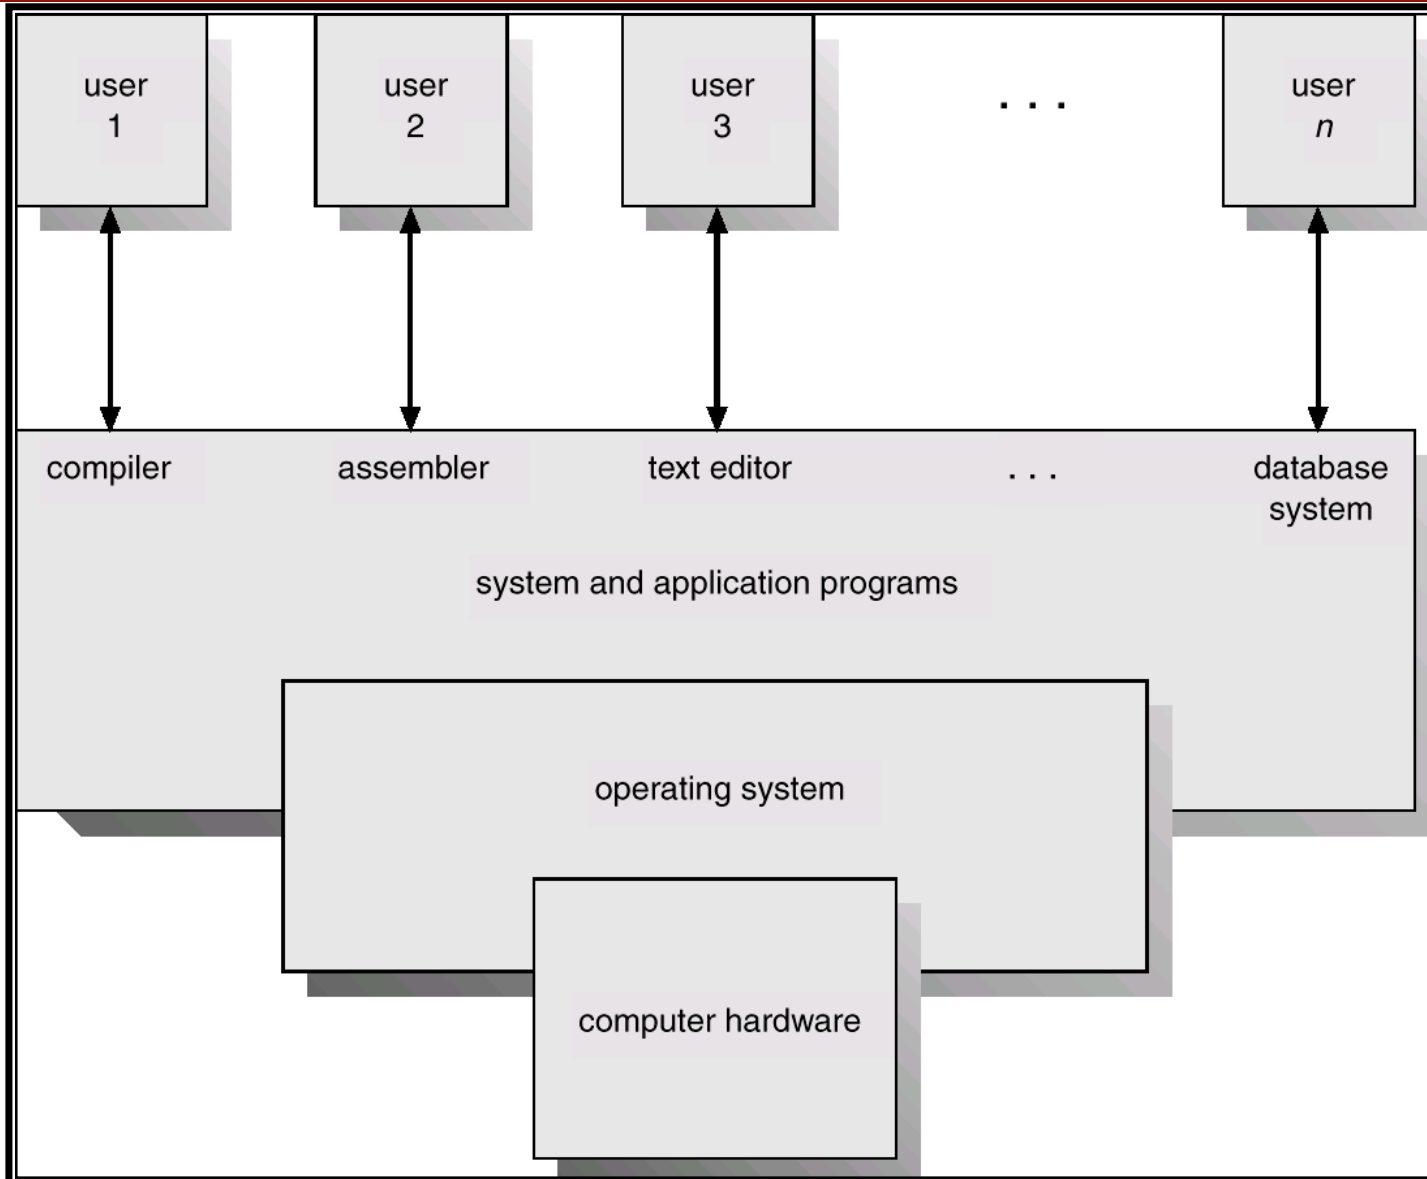 user
1
user
2
user
3
. . .
user
n
compiler
assembler
text editor
. . .
database
system
system and application programs
operating system
computer hardware